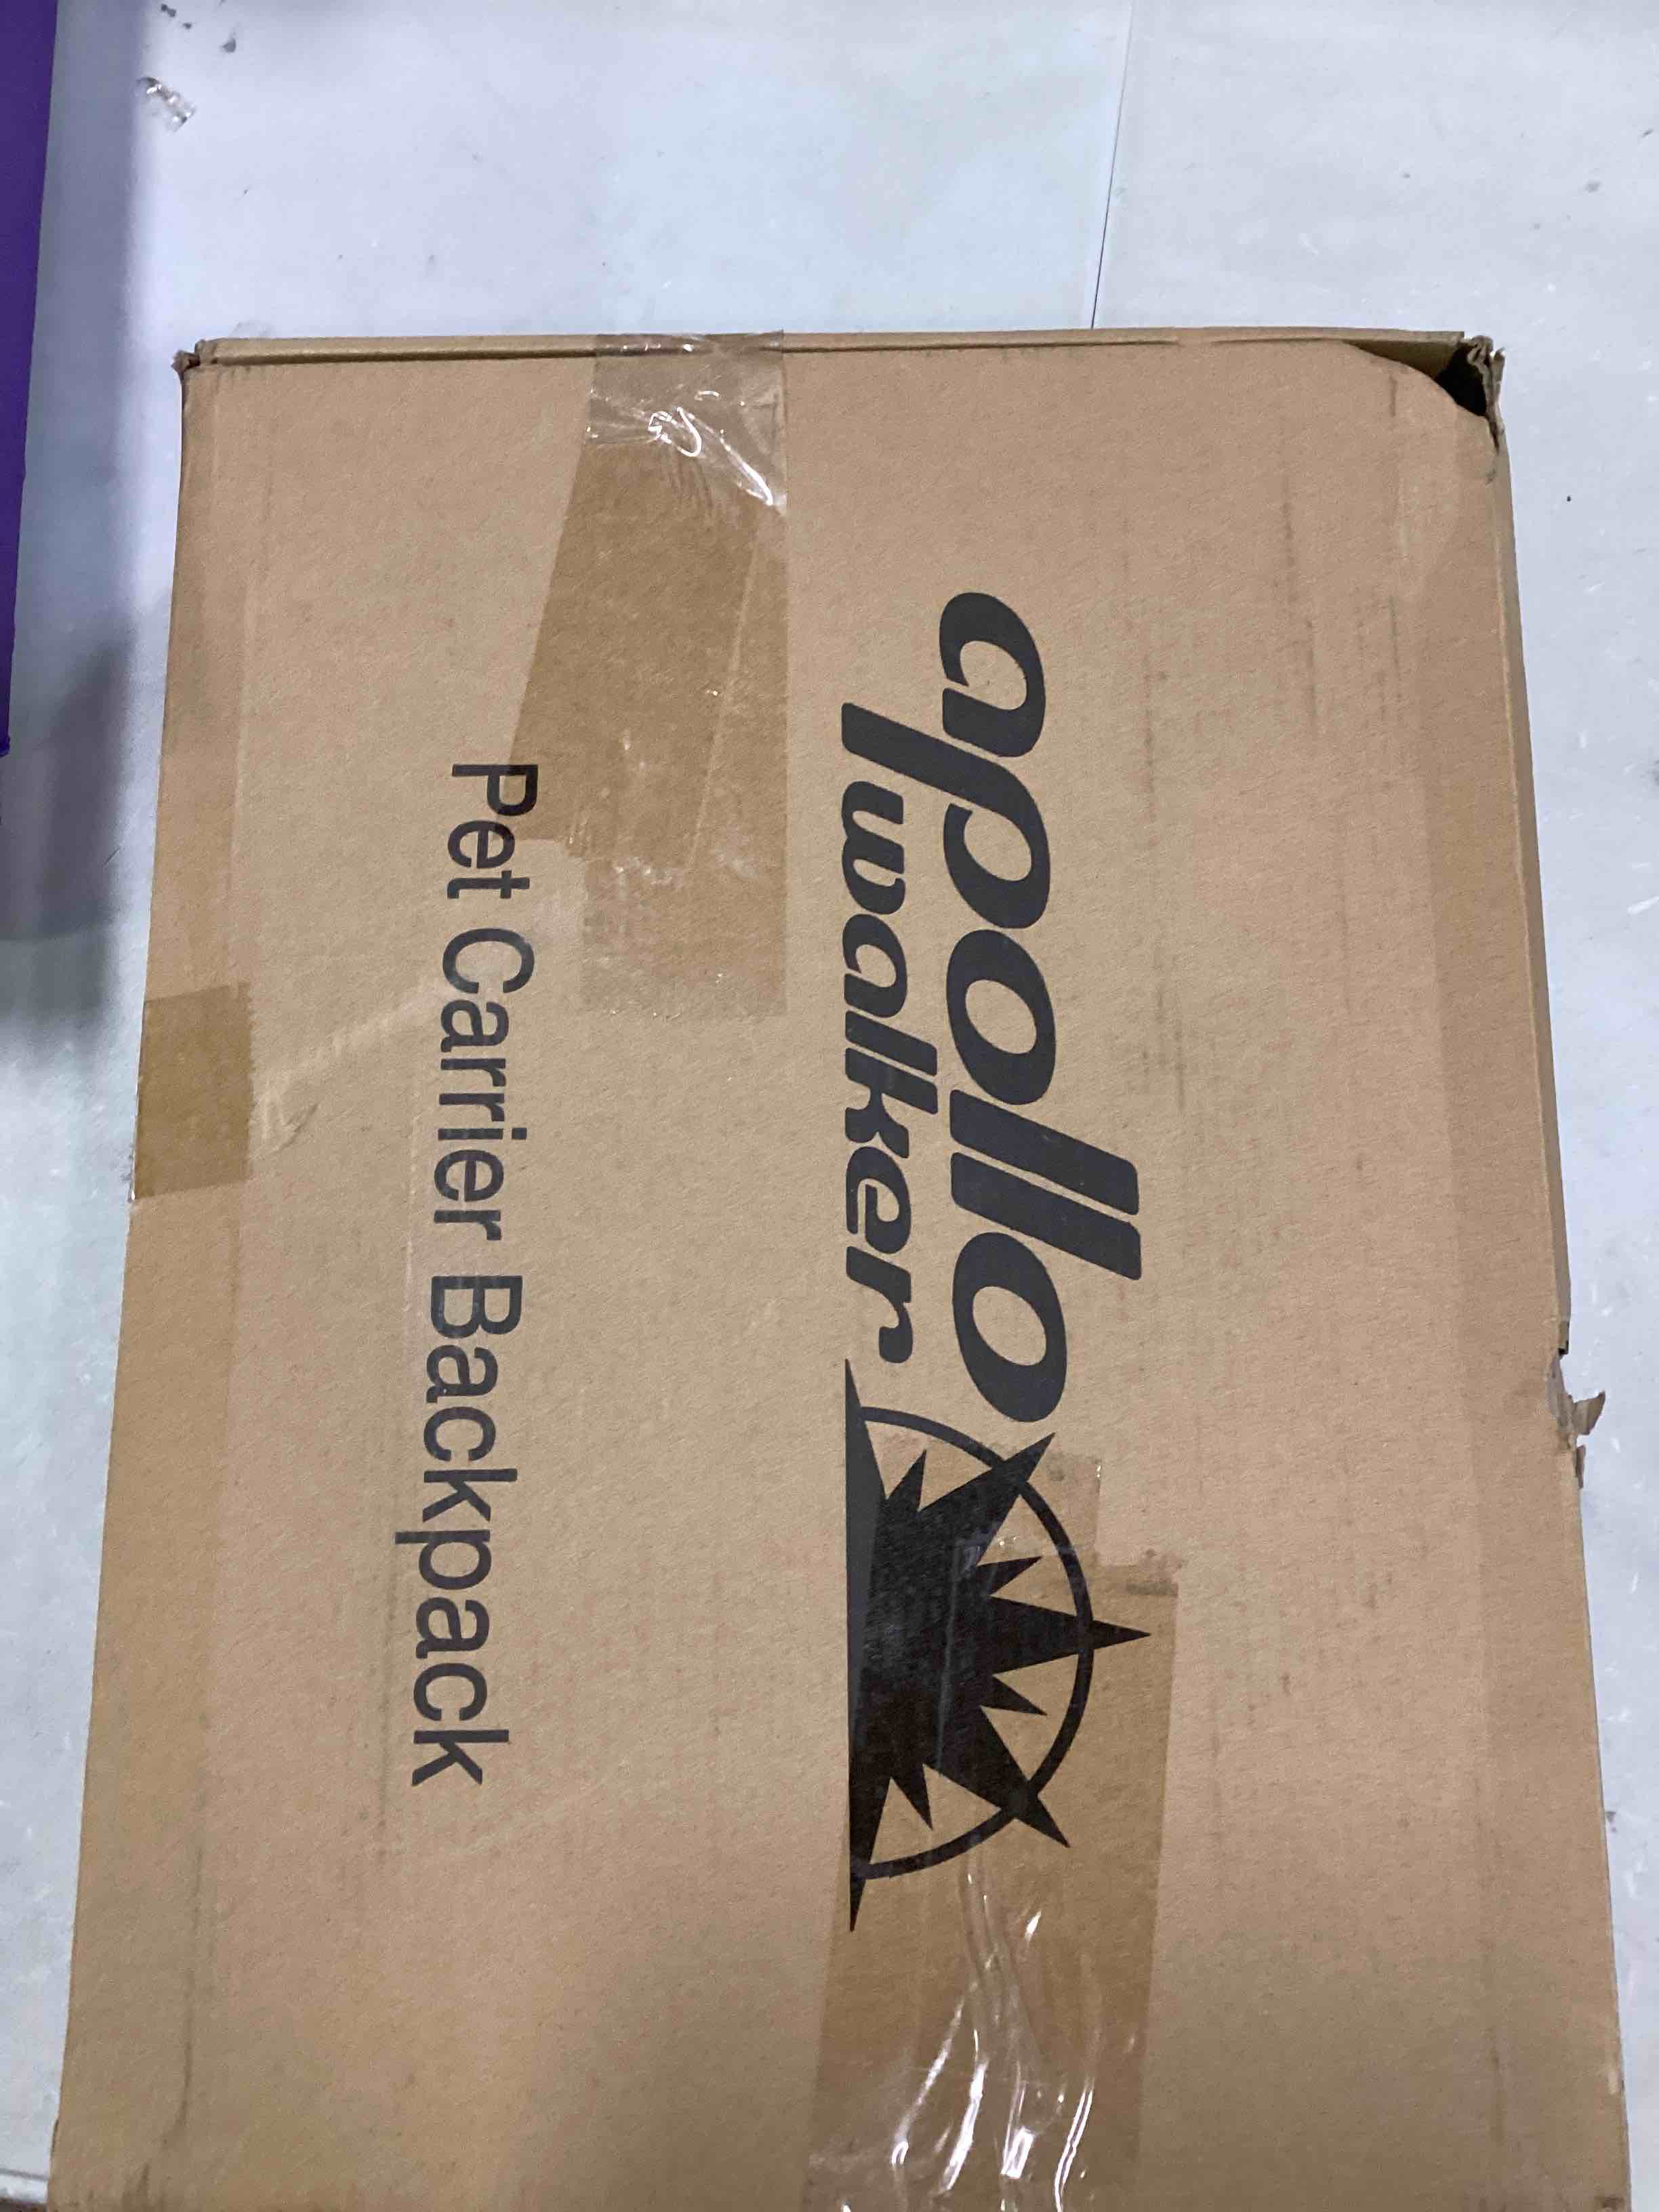 apollo
walker
Pet Carrier Backpack